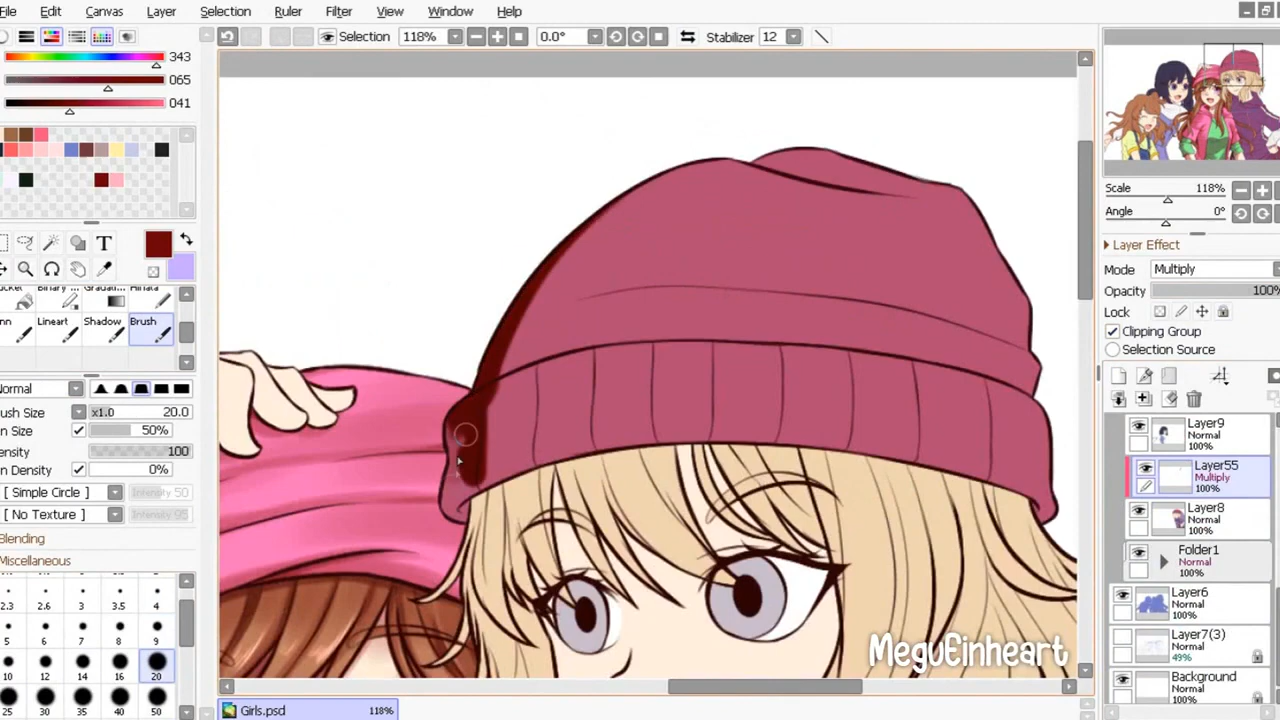 File Edit Canvas Layer Selection Ruler Filter View Window Help
Selection 118% 0.0° Stabilizer 12
343
065
041
Scale 118%
Angle 0°
Layer Effect
Mode Multiply
Opacity 100%
Lock
Clipping Group
Selection Source
T
Lineart Shadow Brush
Normal
x1.0 20.0
50%
100
0%
[ Simple Circle ] Intensity 50
[ No Texture ] Intensity 95
Blending
Miscellaneous
2.3 2.6 3 3.5 4
5 6 7 8 9
10 12 14 16 20
25 30 35 40 50
Layer9
Normal
100%
Layer55
Multiply
100%
Layer8
Normal
100%
Folder1
Normal
100%
Layer6
Normal
100%
Layer7(3)
Normal
49%
Background
Normal
100%
MeguEinheart
Girls.psd 118%